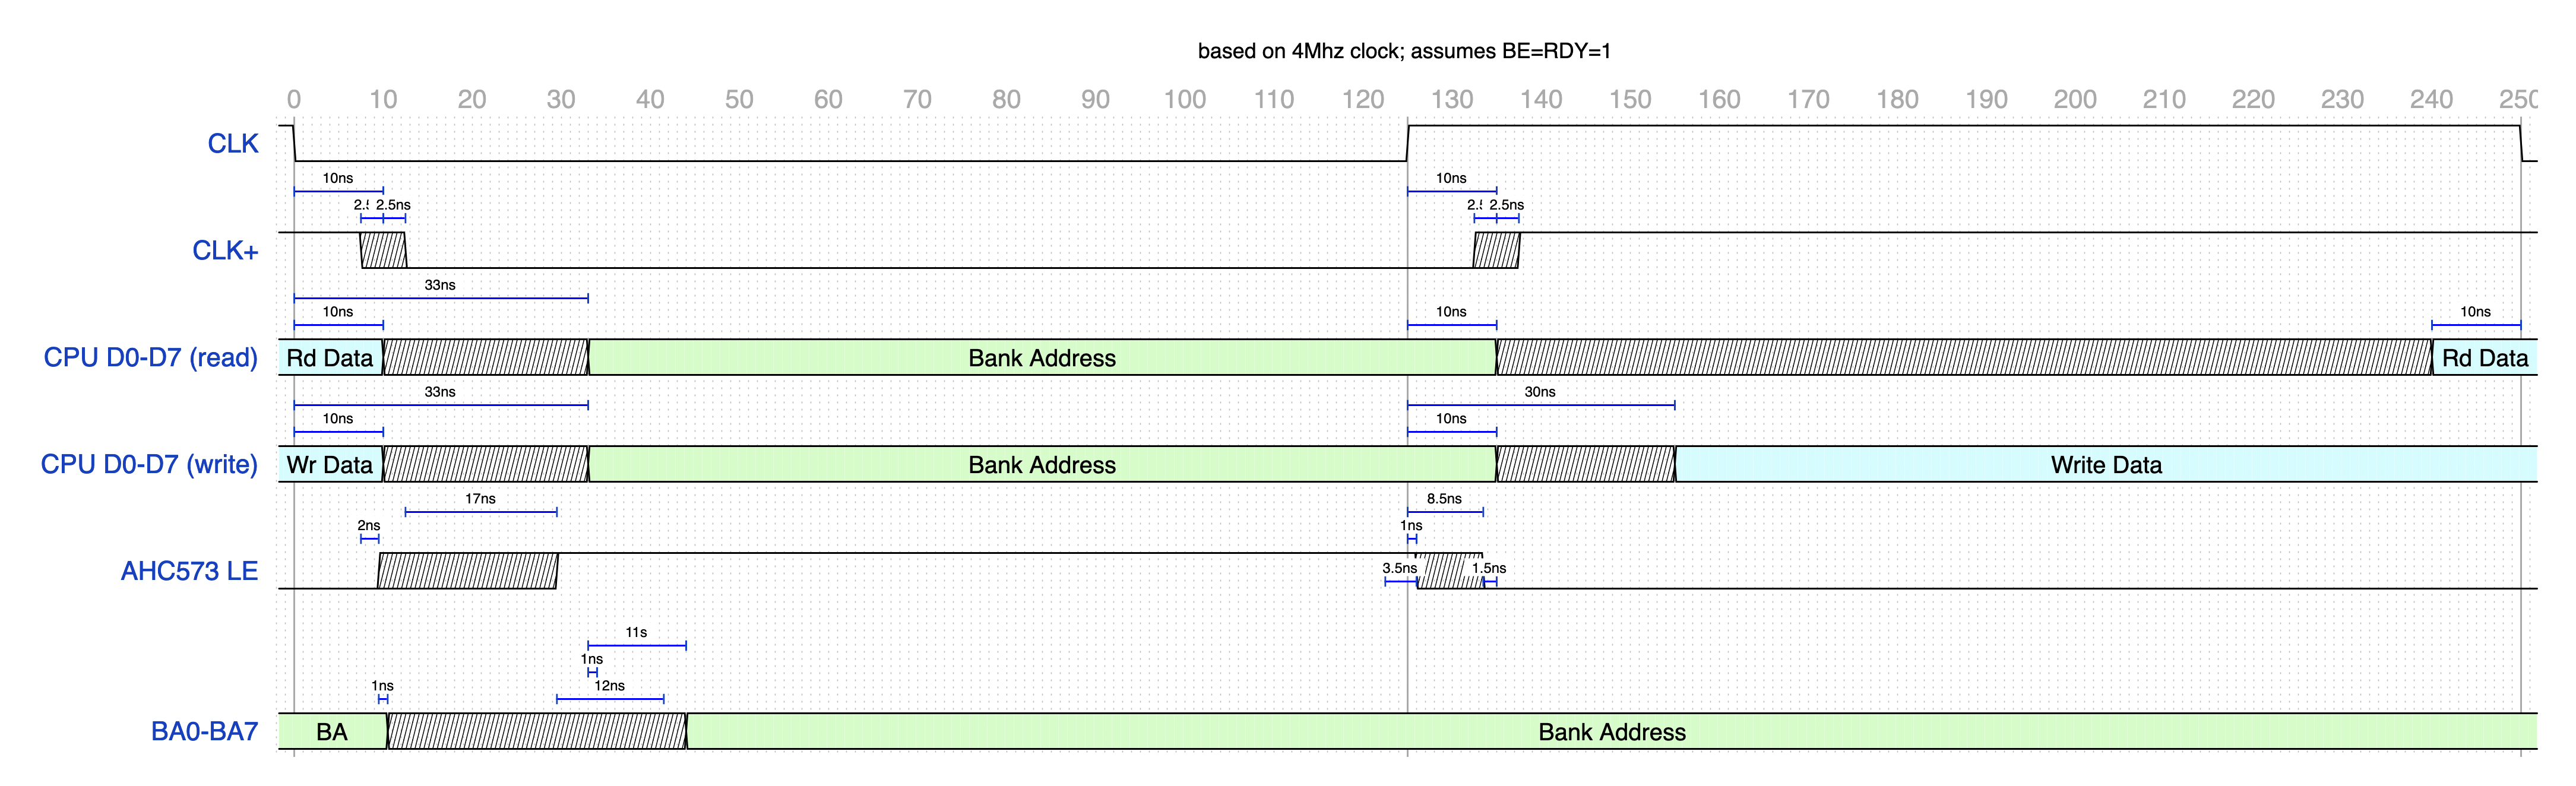 based on 4Mhz clock; assumes BE=RDY=1
0 10 20 30 40 50 60 70 80 90 100 110 120 130 140 150 160 170 180 190 200 210 220 230 240 250
CLK
10ns 10ns
2.5 2.5ns 2.5 2.5ns
CLK+
33ns
10ns 10ns 10ns
CPU D0-D7 (read) Rd Data Bank Address Rd Data
33ns 30ns
10ns 10ns
CPU D0-D7 (write) Wr Data Bank Address Write Data
17ns 8.5ns
2ns 1ns
AHC573 LE 3.5ns 1.5ns
11s
1ns
1ns 12ns
BA0-BA7 BA Bank Address